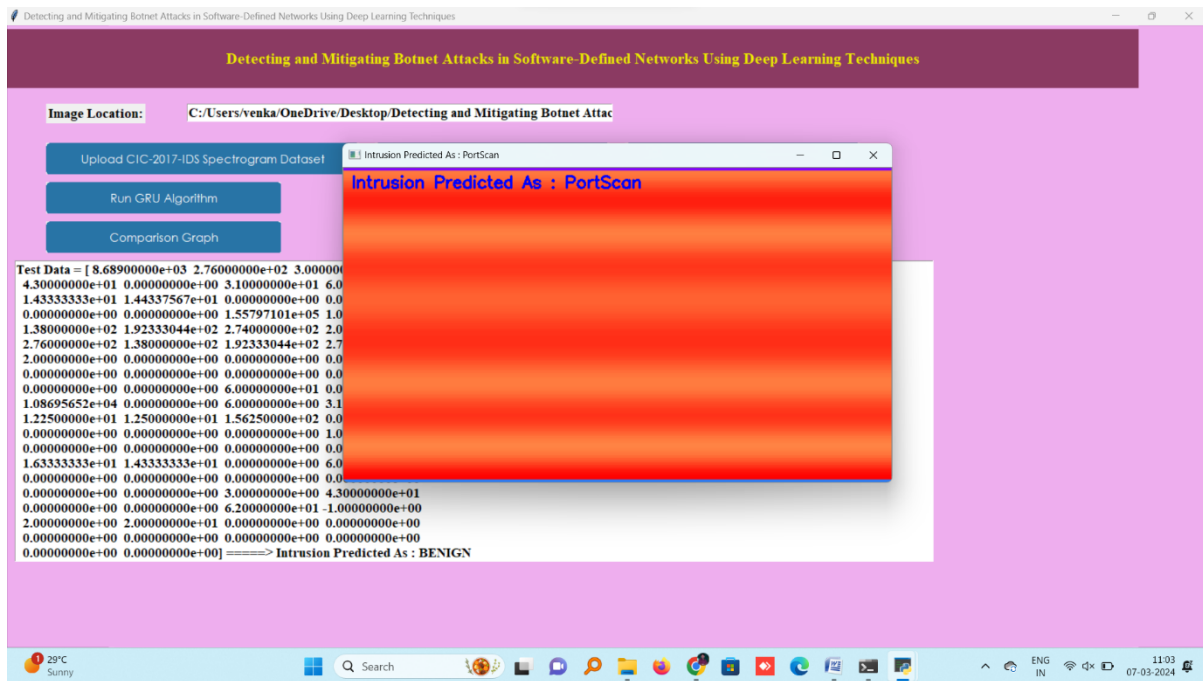 Detecting and Mitigating Botnet Attacks in Software-Defined Networks Using Deep Learning Techniques
Detecting and Mitigating Botnet Attacks in Software-Defined Networks Using Deep Learning Techniques
Image Location:
C:/Users/venka/OneDrive/Desktop/Detecting and Mitigating Botnet Attac
Upload CIC-2017-IDS Spectrogram Dataset
Run GRU Algorithm
Comparison Graph
Intrusion Predicted As : PortScan
Intrusion Predicted As : PortScan
Test Data = [ 8.68900000e+03 2.76000000e+02 3.00000
4.30000000e+01 0.00000000e+00 3.10000000e+01 6.0
1.43333333e+01 1.44337567e+01 0.00000000e+00 0.0
0.00000000e+00 0.00000000e+00 1.55797101e+05 1.0
1.38000000e+02 1.92333044e+02 2.74000000e+02 2.0
2.76000000e+02 1.38000000e+02 1.92333044e+02 2.7
2.00000000e+00 0.00000000e+00 0.00000000e+00 0.0
0.00000000e+00 0.00000000e+00 0.00000000e+00 0.0
0.00000000e+00 0.00000000e+00 6.00000000e+01 0.0
1.08695652e+04 0.00000000e+00 6.00000000e+00 3.1
1.22500000e+01 1.25000000e+01 1.56250000e+02 0.0
0.00000000e+00 0.00000000e+00 0.00000000e+00 1.0
0.00000000e+00 0.00000000e+00 0.00000000e+00 0.0
1.63333333e+01 1.43333333e+01 0.00000000e+00 6.0
0.00000000e+00 0.00000000e+00 0.00000000e+00 0.0
0.00000000e+00 0.00000000e+00 3.00000000e+00 4.30000000e+01
0.00000000e+00 0.00000000e+00 6.20000000e+01 -1.00000000e+00
2.00000000e+00 2.00000000e+01 0.00000000e+00 0.00000000e+00
0.00000000e+00 0.00000000e+00 0.00000000e+00 0.00000000e+00
0.00000000e+00 0.00000000e+00] =====> Intrusion Predicted As : BENIGN
1
29°C
Sunny
Search
ENG
IN
11:03
07-03-2024